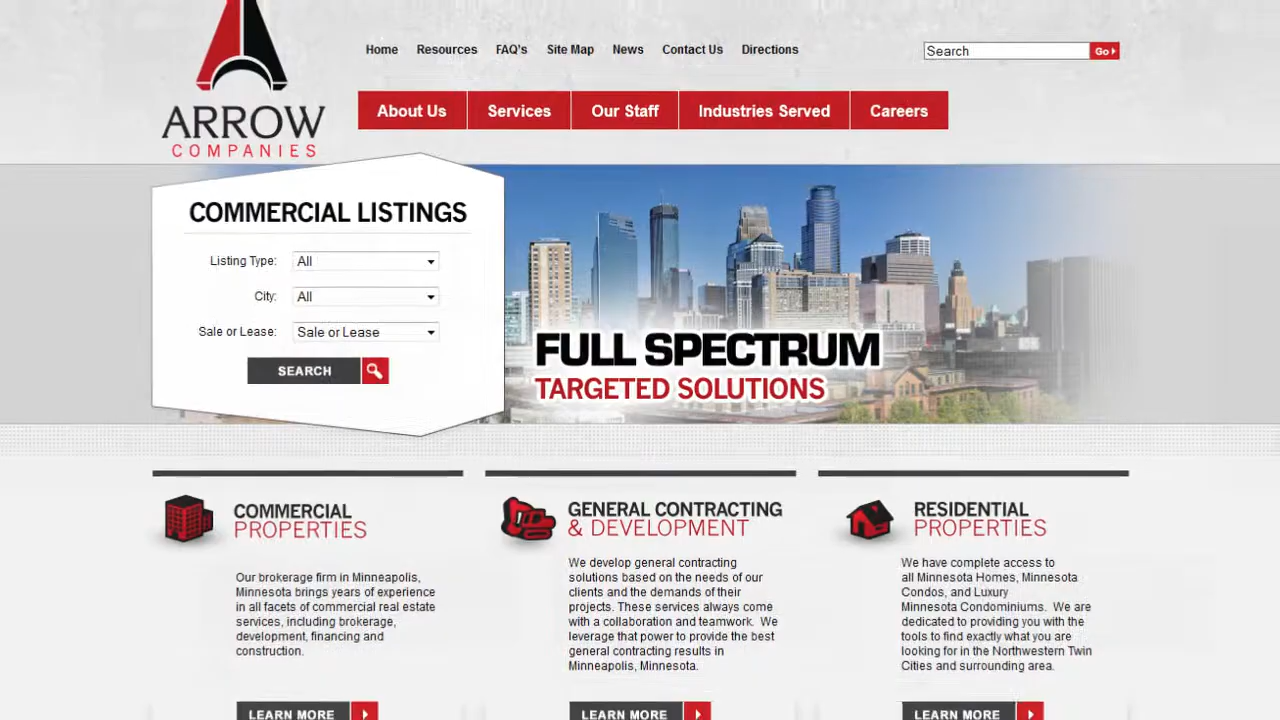 ARROW
COMPANIES
Home Resources FAQ's Site Map News Contact Us Directions
Search Go
About Us Services Our Staff Industries Served Careers
COMMERCIAL LISTINGS
Listing Type: All
City: All
Sale or Lease: Sale or Lease
SEARCH
FULL SPECTRUM
TARGETED SOLUTIONS
COMMERCIAL
PROPERTIES
Our brokerage firm in Minneapolis,
Minnesota brings years of experience
in all facets of commercial real estate
services, including brokerage,
development, financing and
construction.
LEARN MORE
GENERAL CONTRACTING
& DEVELOPMENT
We develop general contracting
solutions based on the needs of our
clients and the demands of their
projects. These services always come
with a collaboration and teamwork. We
leverage that power to provide the best
general contracting results in
Minneapolis, Minnesota.
LEARN MORE
RESIDENTIAL
PROPERTIES
We have complete access to
all Minnesota Homes, Minnesota
Condos, and Luxury
Minnesota Condominiums. We are
dedicated to providing you with the
tools to find exactly what you are
looking for in the Northwestern Twin
Cities and surrounding area.
LEARN MORE